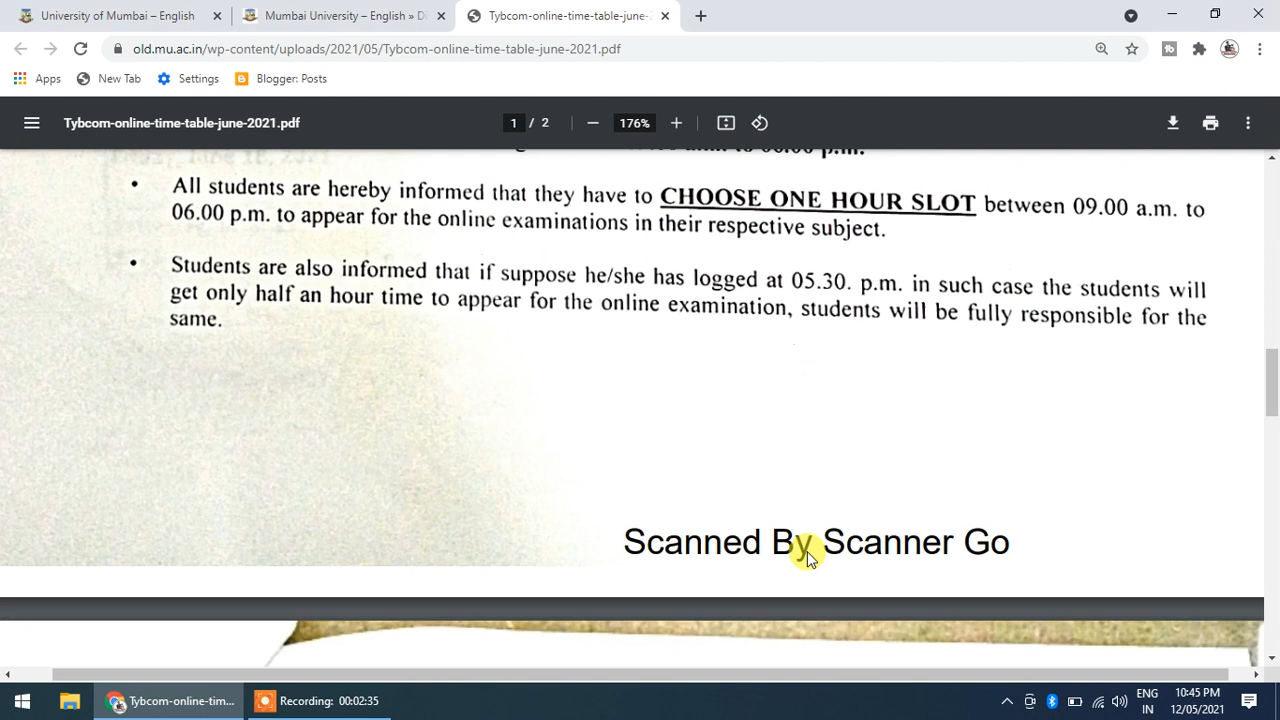 University of Mumbai – English
Mumbai University – English » Di
Tybcom-online-time-table-june-
old.mu.ac.in/wp-content/uploads/2021/05/Tybcom-online-time-table-june-2021.pdf
Apps New Tab Settings Blogger: Posts
Tybcom-online-time-table-june-2021.pdf 1 / 2 176%
p.m.
• All students are hereby informed that they have to CHOOSE ONE HOUR SLOT between 09.00 a.m. to
06.00 p.m. to appear for the online examinations in their respective subject.
• Students are also informed that if suppose he/she has logged at 05.30. p.m. in such case the students will
get only half an hour time to appear for the online examination, students will be fully responsible for the
same.
Scanned By Scanner Go
Tybcom-online-tim... Recording: 00:02:35
ENG 10:45 PM
IN 12/05/2021